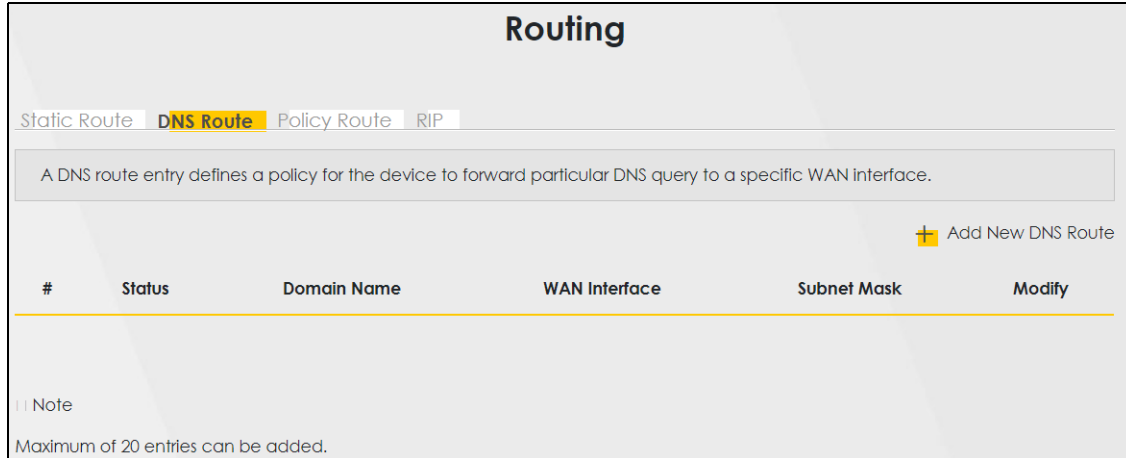 Routing
Static Route DNS Route Policy Route RIP
A DNS route entry defines a policy for the device to forward particular DNS query to a specific WAN interface.
+ Add New DNS Route
# Status Domain Name WAN Interface Subnet Mask Modify
Note
Maximum of 20 entries can be added.